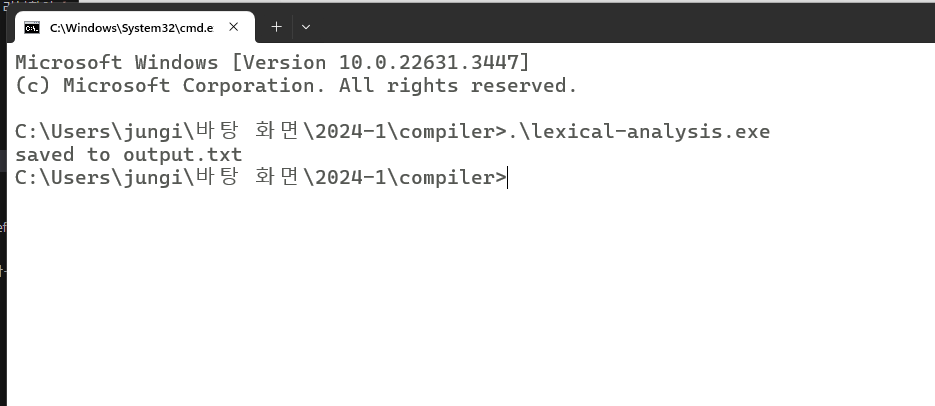 C:\Windows\System32\cmd.e
Microsoft Windows [Version 10.0.22631.3447]
(c) Microsoft Corporation. All rights reserved.
C:\Users\jungi\바탕 화면\2024-1\compiler>.\lexical-analysis.exe
saved to output.txt
C:\Users\jungi\바탕 화면\2024-1\compiler>